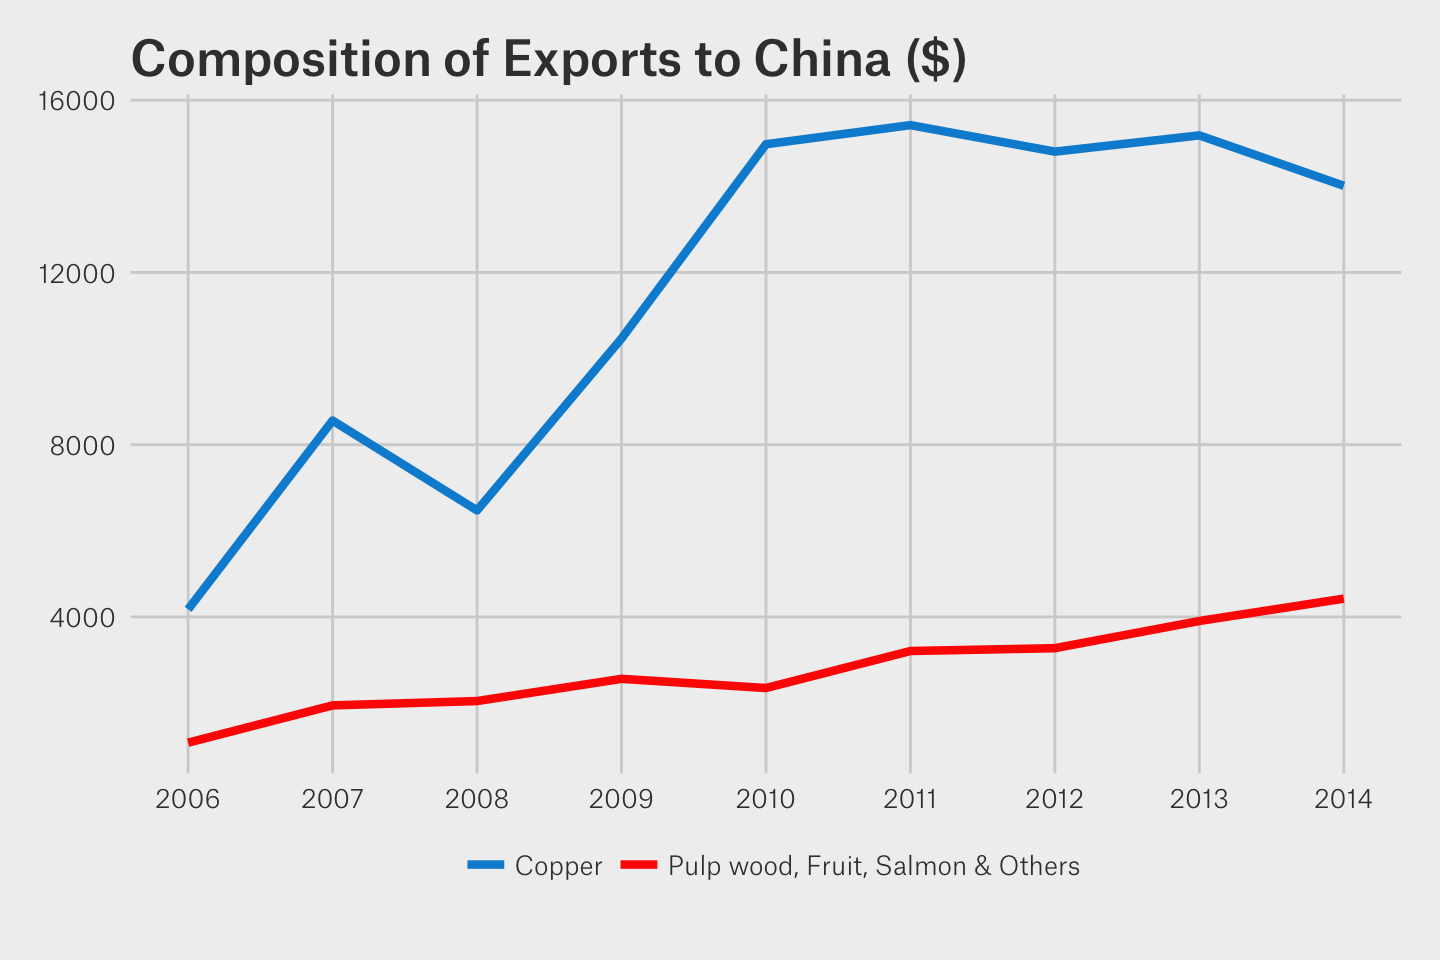 Composition of Exports to China ($)
16000
12000
8000
4000
2006 2007 2008 2009 2010 2011 2012 2013 2014
Copper Pulp wood, Fruit, Salmon & Others